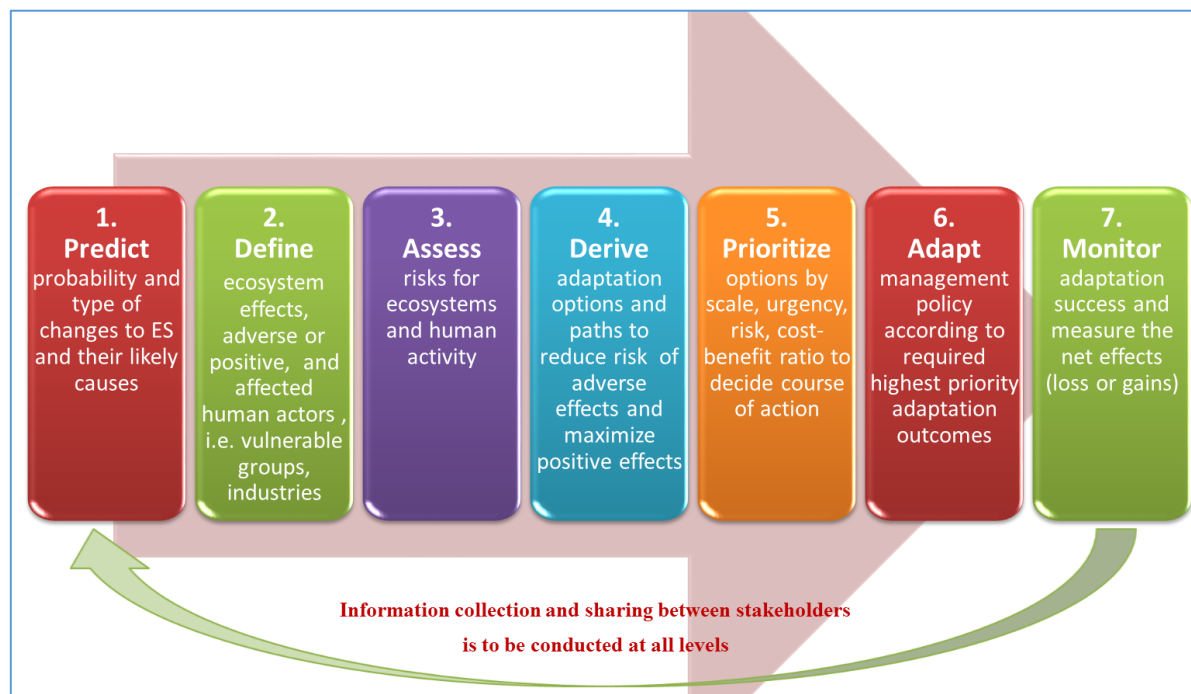 1.
Predict
probability and
type of
changes to ES
and their likely
causes
2.
Define
ecosystem
effects,
adverse or
positive, and
affected
human actors ,
i.e. vulnerable
groups,
industries
3.
Assess
risks for
ecosystems
and human
activity
4.
Derive
adaptation
options and
paths to
reduce risk of
adverse
effects and
maximize
positive effects
5.
Prioritize
options by
scale, urgency,
risk, cost-
benefit ratio to
decide course
of action
6.
Adapt
management
policy
according to
required
highest priority
adaptation
outcomes
7.
Monitor
adaptation
success and
measure the
net effects
(loss or gains)
Information collection and sharing between stakeholders
is to be conducted at all levels